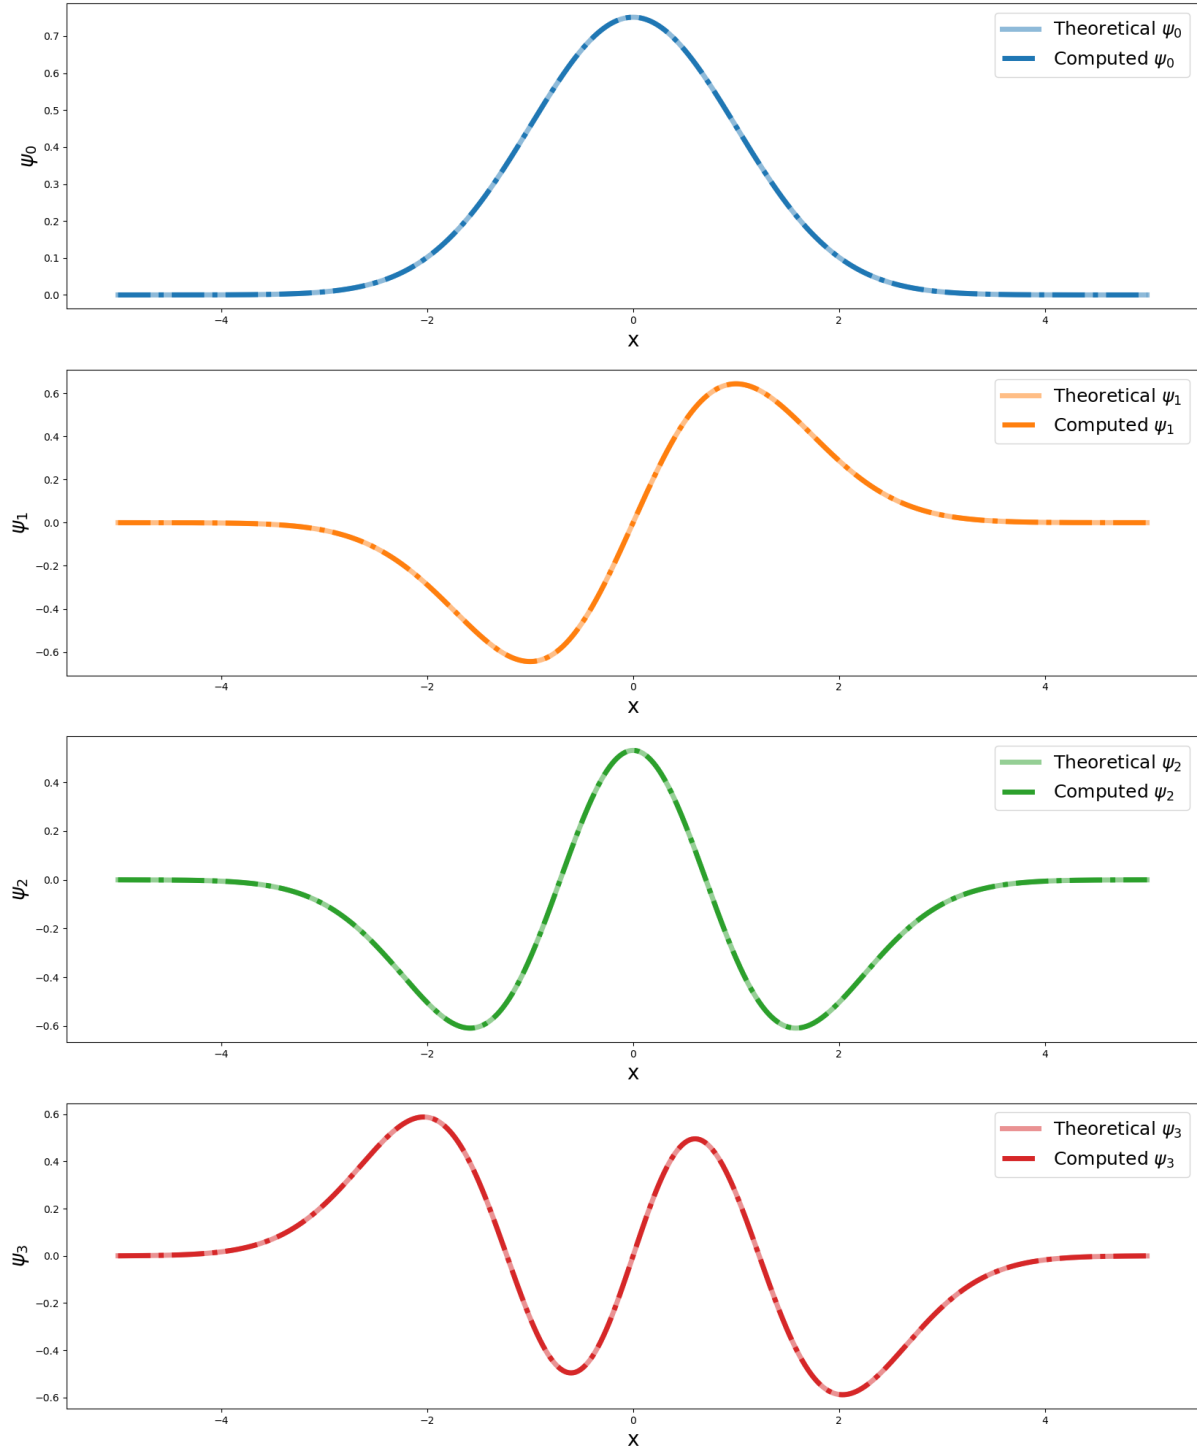 Theoretical ψ₀
Computed ψ₀
0.7
0.6
0.5
0.4
0.3
0.2
0.1
0.0
ψ₀
−4 −2 0 2 4
x
Theoretical ψ₁
Computed ψ₁
0.6
0.4
0.2
0.0
−0.2
−0.4
−0.6
ψ₁
−4 −2 0 2 4
x
Theoretical ψ₂
Computed ψ₂
0.4
0.2
0.0
−0.2
−0.4
−0.6
ψ₂
−4 −2 0 2 4
x
Theoretical ψ₃
Computed ψ₃
0.6
0.4
0.2
0.0
−0.2
−0.4
−0.6
ψ₃
−4 −2 0 2 4
x